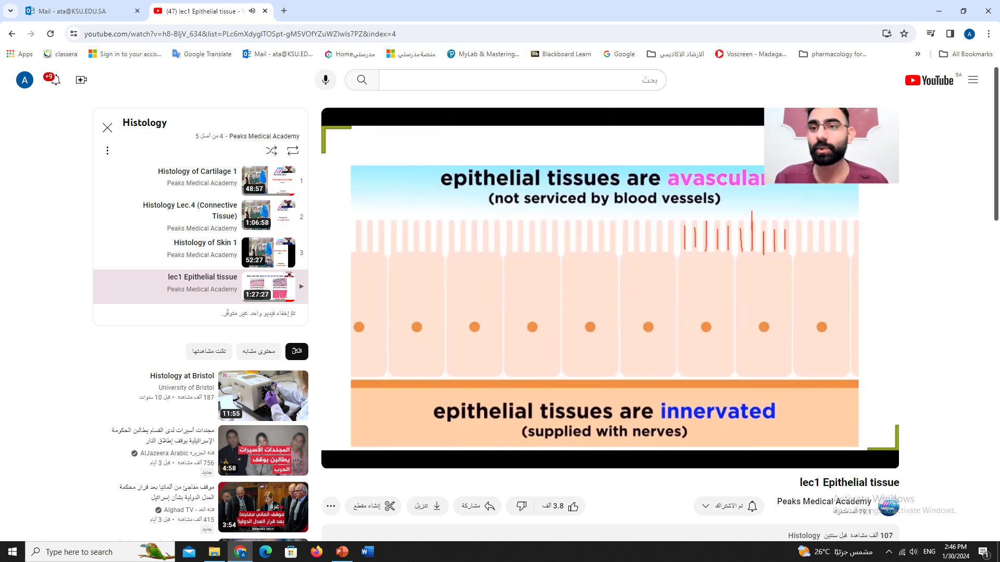 Mail - ata@KSU.EDU.SA
(47) lec1 Epithelial tissue -
youtube.com/watch?v=h8-BljV_634&list=PLc6mXdyglTOSpt-gM5VOfYZuWZIwIs7PZ&index=4
Apps
classera
Sign in to your acco...
Google Translate
Mail - ata@KSU.ED...
Homeمدرستي
منصةمدرستي
MyLab & Mastering...
Blackboard Learn
Google
الارشاد الاكاديمي
Voscreen - Madaga...
pharmacology for...
All Bookmarks
A
+9
بحث
YouTube SA
Histology
Peaks Medical Academy - 4 من أصل 5
Histology of Cartilage 1
Peaks Medical Academy
48:57
1
Histology Lec.4 (Connective
Tissue)
Peaks Medical Academy
1:06:58
2
Histology of Skin 1
Peaks Medical Academy
52:27
3
lec1 Epithelial tissue
Peaks Medical Academy
1:27:27
تمّ إخفاء فيديو واحد غير متوفّر.
الكلّ
محتوى مشابه
تمّت مشاهدتها
Histology at Bristol
University of Bristol
187 ألف مشاهدة • قبل 10 سنوات
11:55
مجندات أسيرات لدى القسام يطالبن الحكومة
الإسرائيلية بوقف إطلاق النار
AlJazeera Arabic قناة الجزيرة
756 ألف مشاهدة • قبل 3 أيام
جديد
المجندات الأسيرات
يطالبن بوقف
الحرب
4:58
موقف مفاجئ من ألمانيا بعد قرار محكمة
العدل الدولية بشأن إسرائيل
Alghad TV - قناة الغد
415 ألف مشاهدة • قبل 3 أيام
جديد
غزة
موقف ألماني مفاجئ
بعد قرار العدل الدولية
3:54
epithelial tissues are avascular
(not serviced by blood vessels)
epithelial tissues are innervated
(supplied with nerves)
lec1 Epithelial tissue
Peaks Medical Academy
79.1 ألف مشترك
تم الاشتراك
3.8 ألف
مشاركة
تنزيل
إنشاء مقطع
107 ألف مشاهدة قبل سنتين Histology
Activate Windows
Go to Settings to activate Windows.
Type here to search
26°C مشمس جزئيًا
ENG
2:46 PM
1/30/2024
1